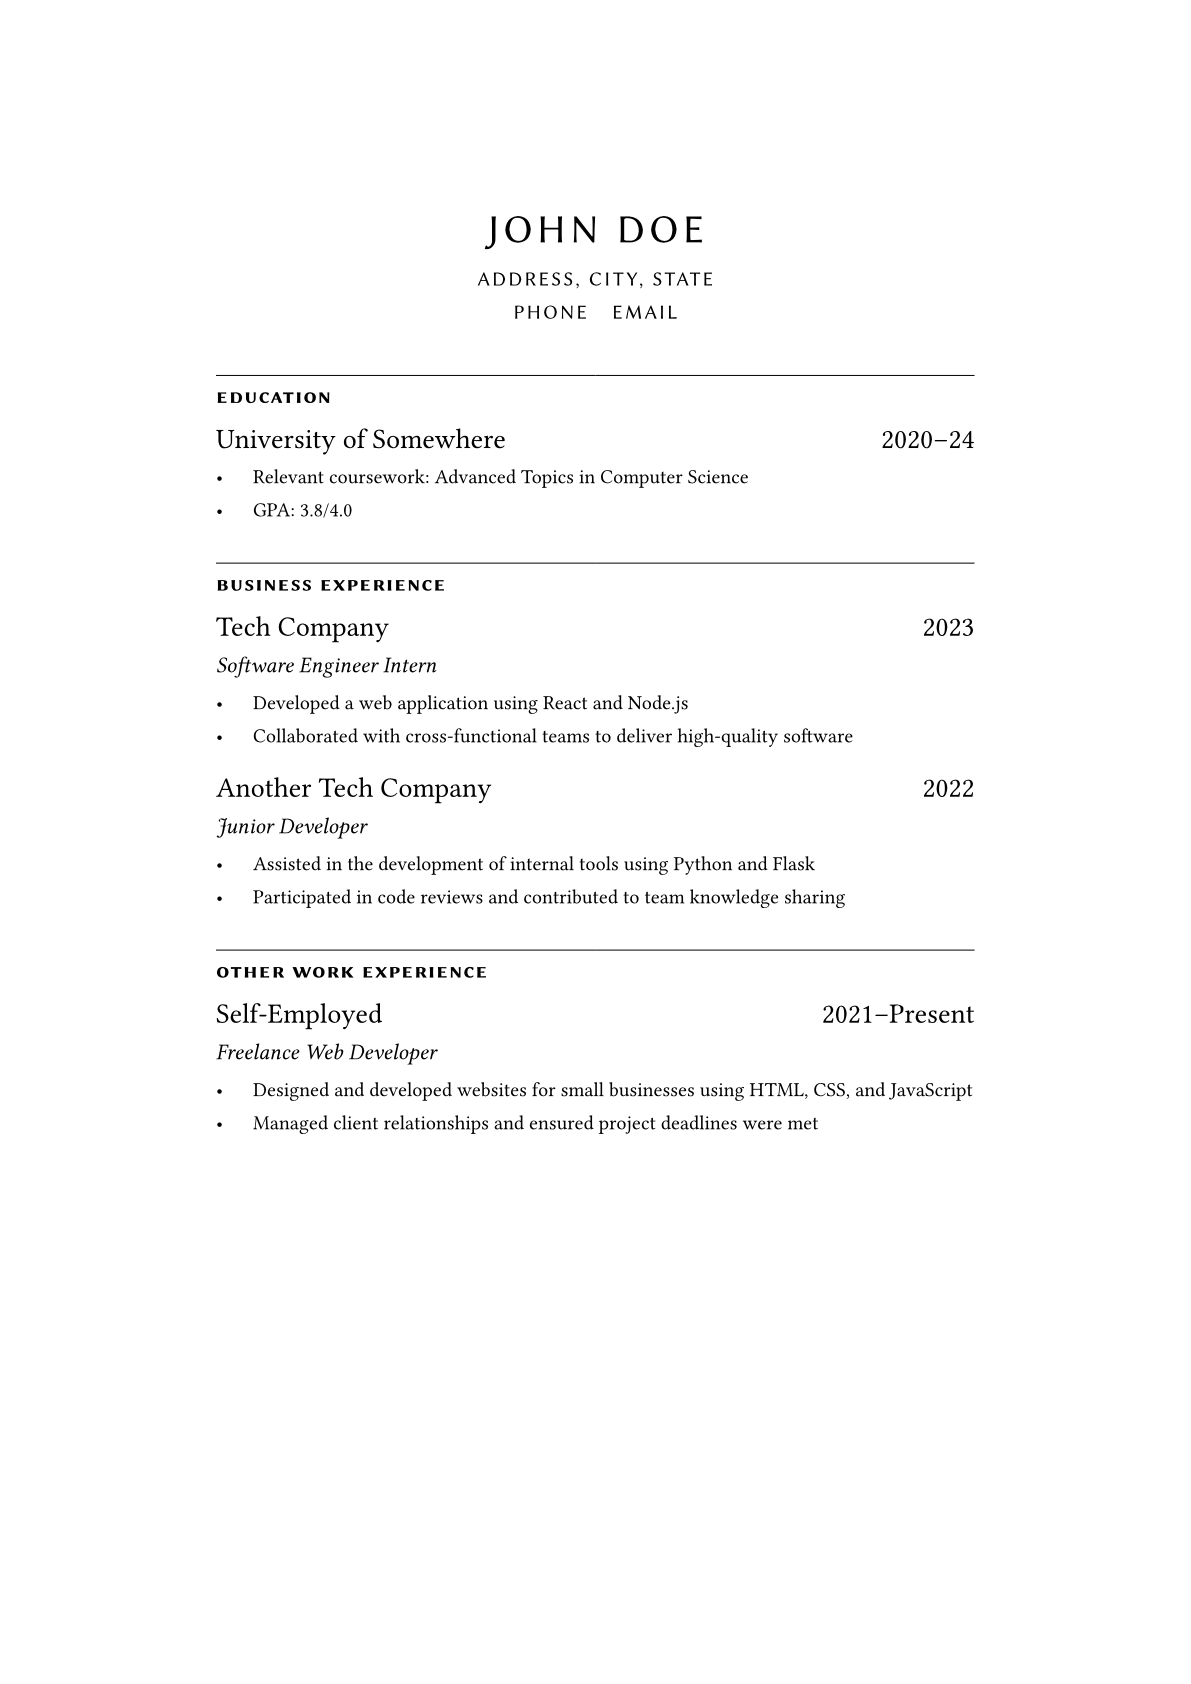 JOHN DOE
ADDRESS, CITY, STATE
PHONE EMAIL
EDUCATION
University of Somewhere 2020–24
• Relevant coursework: Advanced Topics in Computer Science
• GPA: 3.8/4.0
BUSINESS EXPERIENCE
Tech Company 2023
Software Engineer Intern
• Developed a web application using React and Node.js
• Collaborated with cross-functional teams to deliver high-quality software
Another Tech Company 2022
Junior Developer
• Assisted in the development of internal tools using Python and Flask
• Participated in code reviews and contributed to team knowledge sharing
OTHER WORK EXPERIENCE
Self-Employed 2021–Present
Freelance Web Developer
• Designed and developed websites for small businesses using HTML, CSS, and JavaScript
• Managed client relationships and ensured project deadlines were met